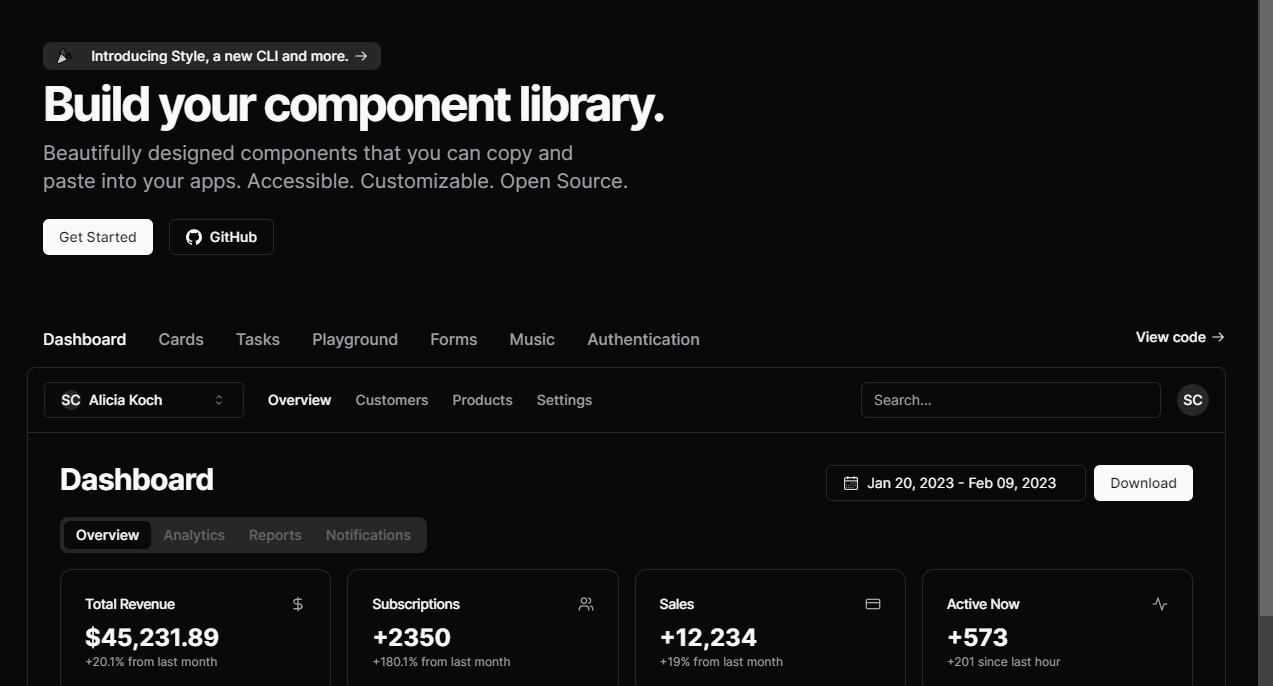 Introducing Style, a new CLI and more. →
Build your component library.
Beautifully designed components that you can copy and
paste into your apps. Accessible. Customizable. Open Source.
Get Started GitHub
Dashboard Cards Tasks Playground Forms Music Authentication View code →
SC Alicia Koch Overview Customers Products Settings Search... SC
Dashboard Jan 20, 2023 - Feb 09, 2023 Download
Overview Analytics Reports Notifications
Total Revenue $ Subscriptions Sales Active Now
$45,231.89 +2350 +12,234 +573
+20.1% from last month +180.1% from last month +19% from last month +201 since last hour